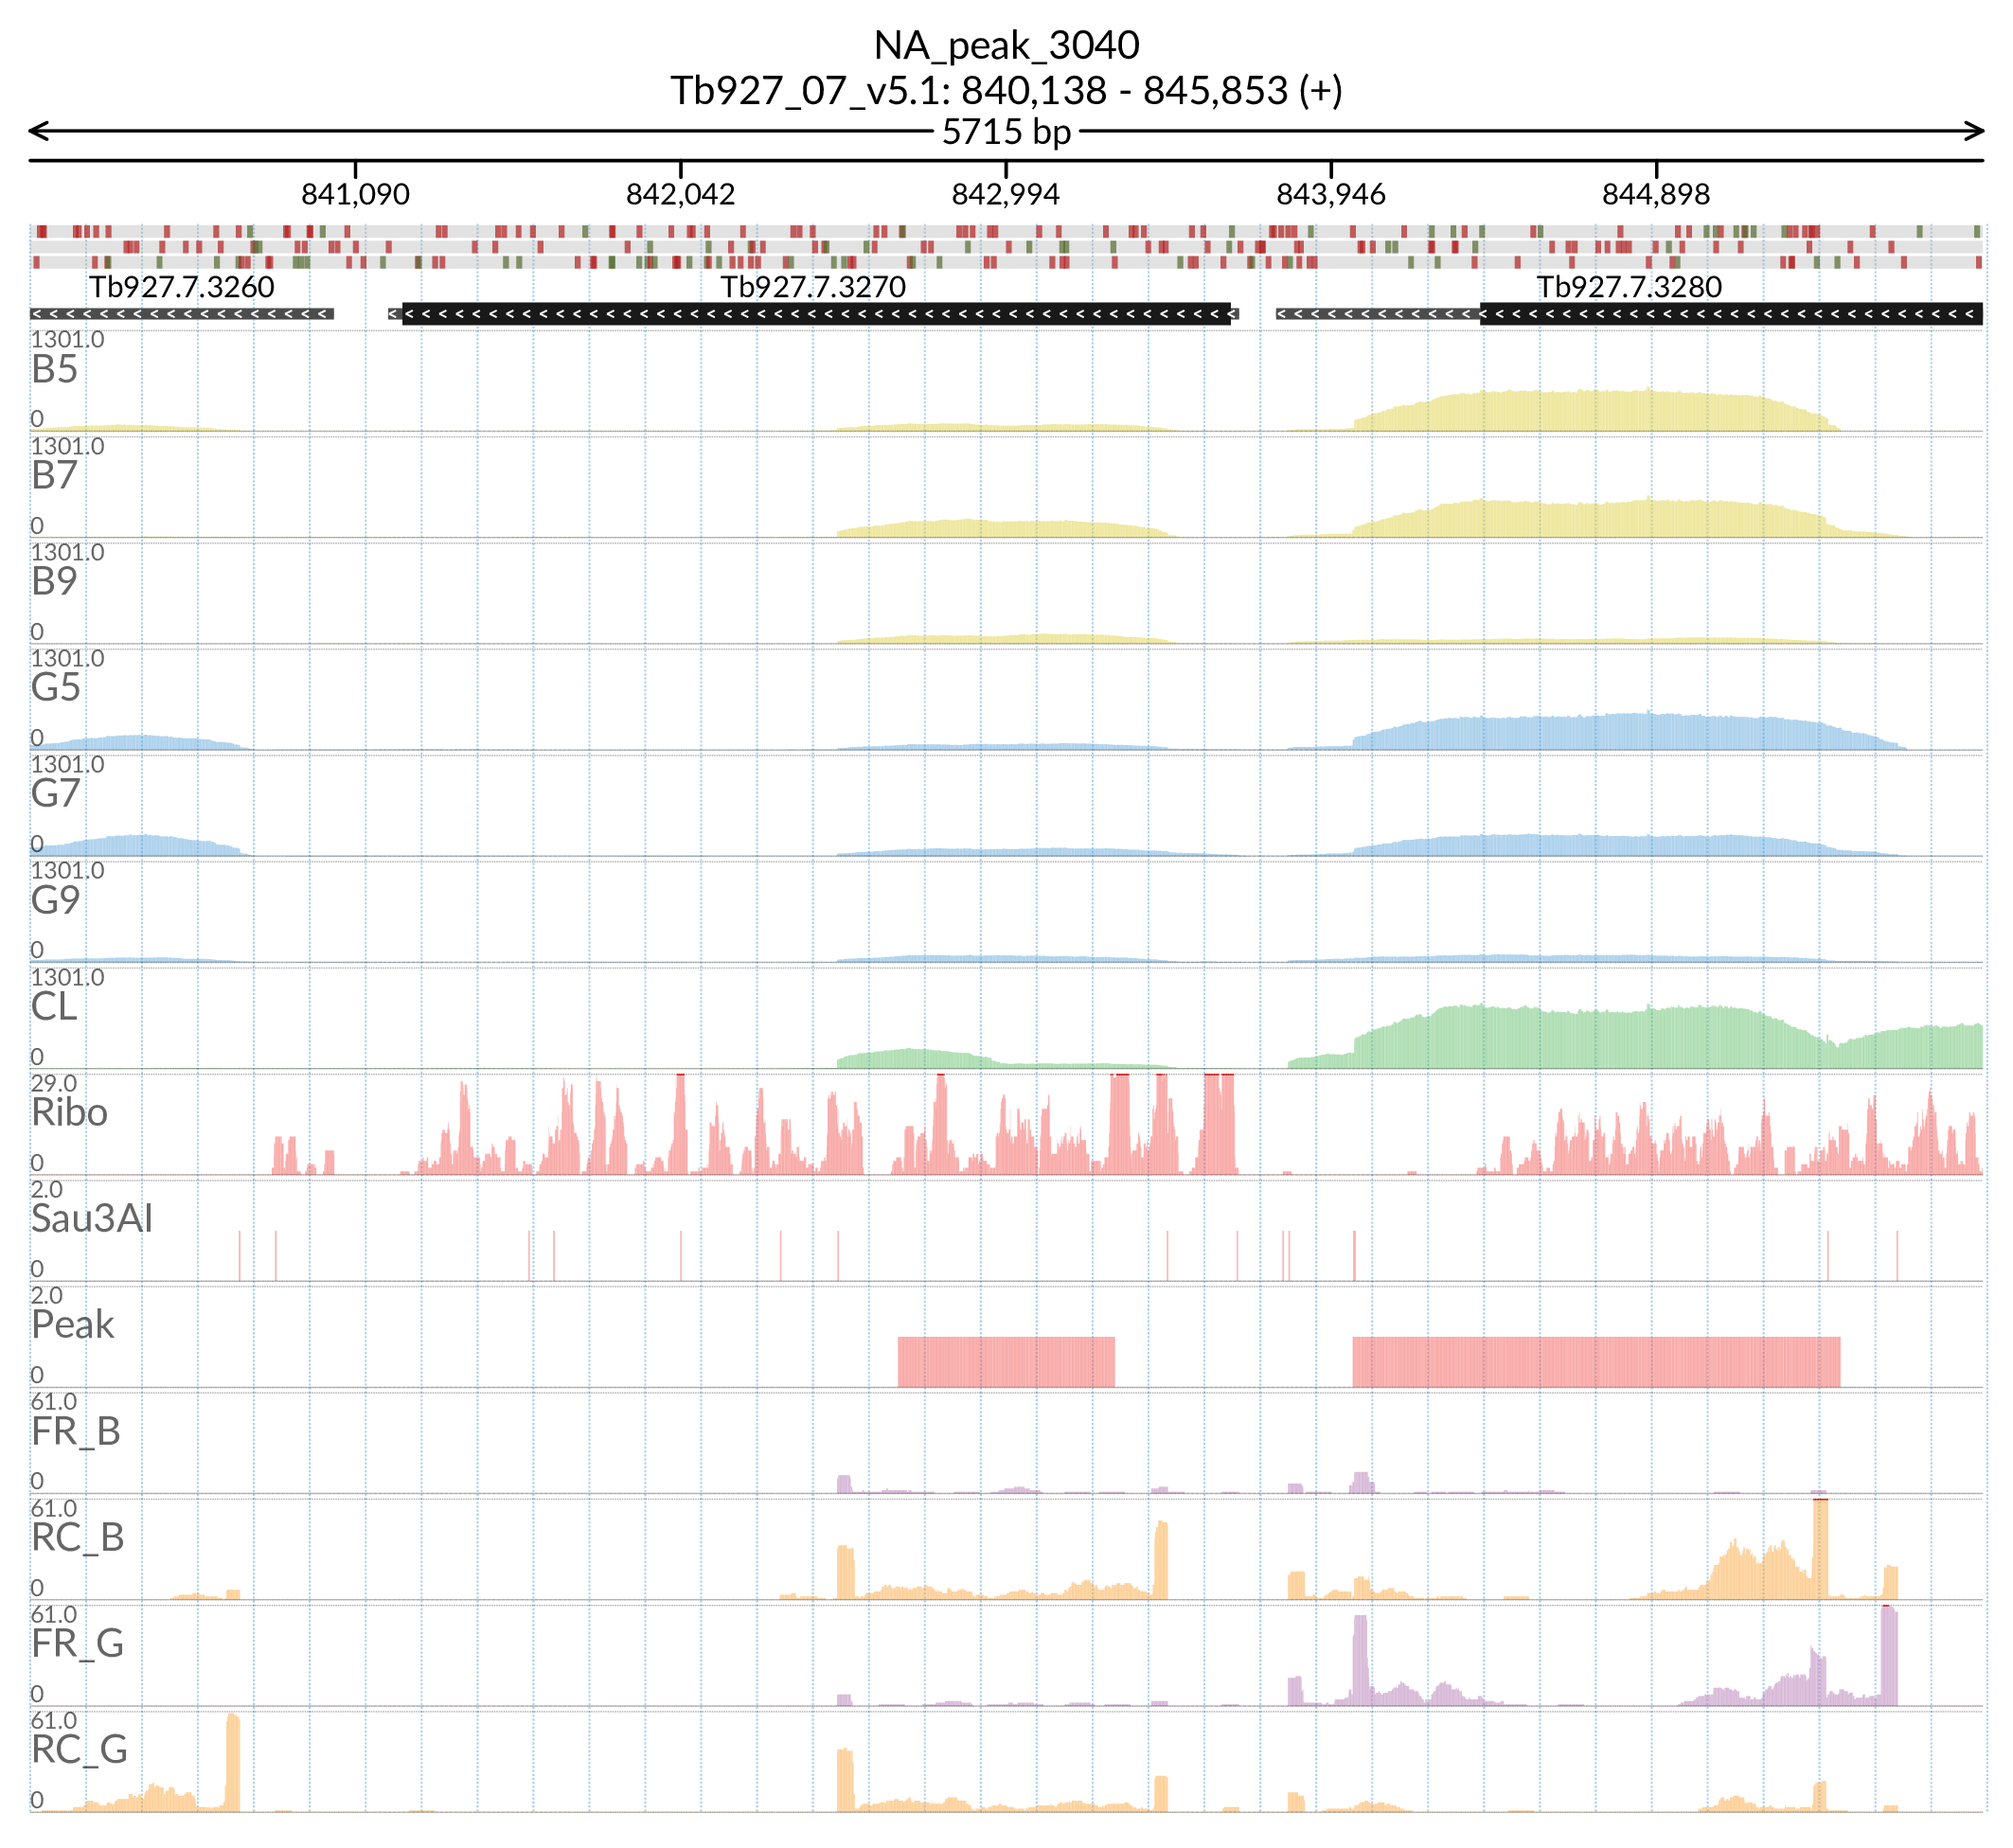 NA_peak_3040
Tb927_07_v5.1: 840,138 - 845,853 (+)
5715 bp
841,090 842,042 842,994 843,946 844,898
Tb927.7.3260 Tb927.7.3270 Tb927.7.3280
1301.0
B5
0
1301.0
B7
0
1301.0
B9
0
1301.0
G5
0
1301.0
G7
0
1301.0
G9
0
1301.0
CL
0
29.0
Ribo
0
2.0
Sau3AI
0
2.0
Peak
0
61.0
FR_B
0
61.0
RC_B
0
61.0
FR_G
0
61.0
RC_G
0